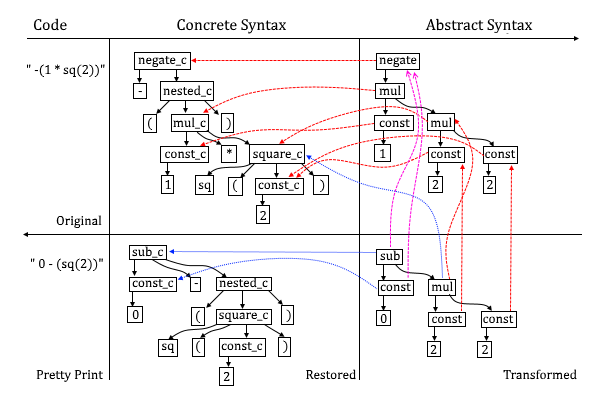 Code Concrete Syntax Abstract Syntax
negate_c negate
" -(1 * sq(2))"
- nested_c mul
( mul_c ) const mul
const_c * square_c 1 const const
1 sq ( const_c ) 2 2
2
Original
sub_c sub
" 0 - (sq(2))"
const_c - nested_c const mul
0 ( square_c ) 0 const const
sq ( const_c ) 2 2
2
Pretty Print Restored Transformed